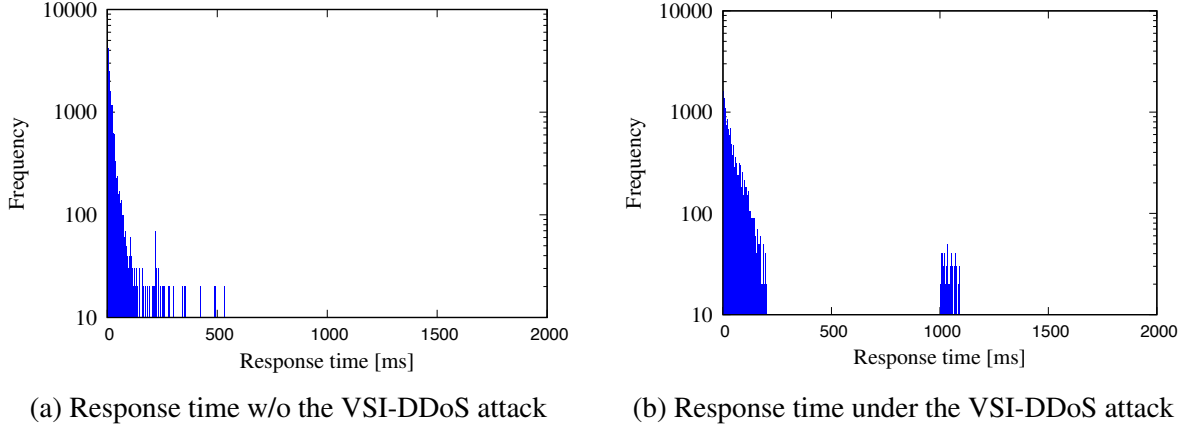 10000
1000
100
10
Frequency
0 500 1000 1500 2000
Response time [ms]
(a) Response time w/o the VSI-DDoS attack
10000
1000
100
10
Frequency
0 500 1000 1500 2000
Response time [ms]
(b) Response time under the VSI-DDoS attack